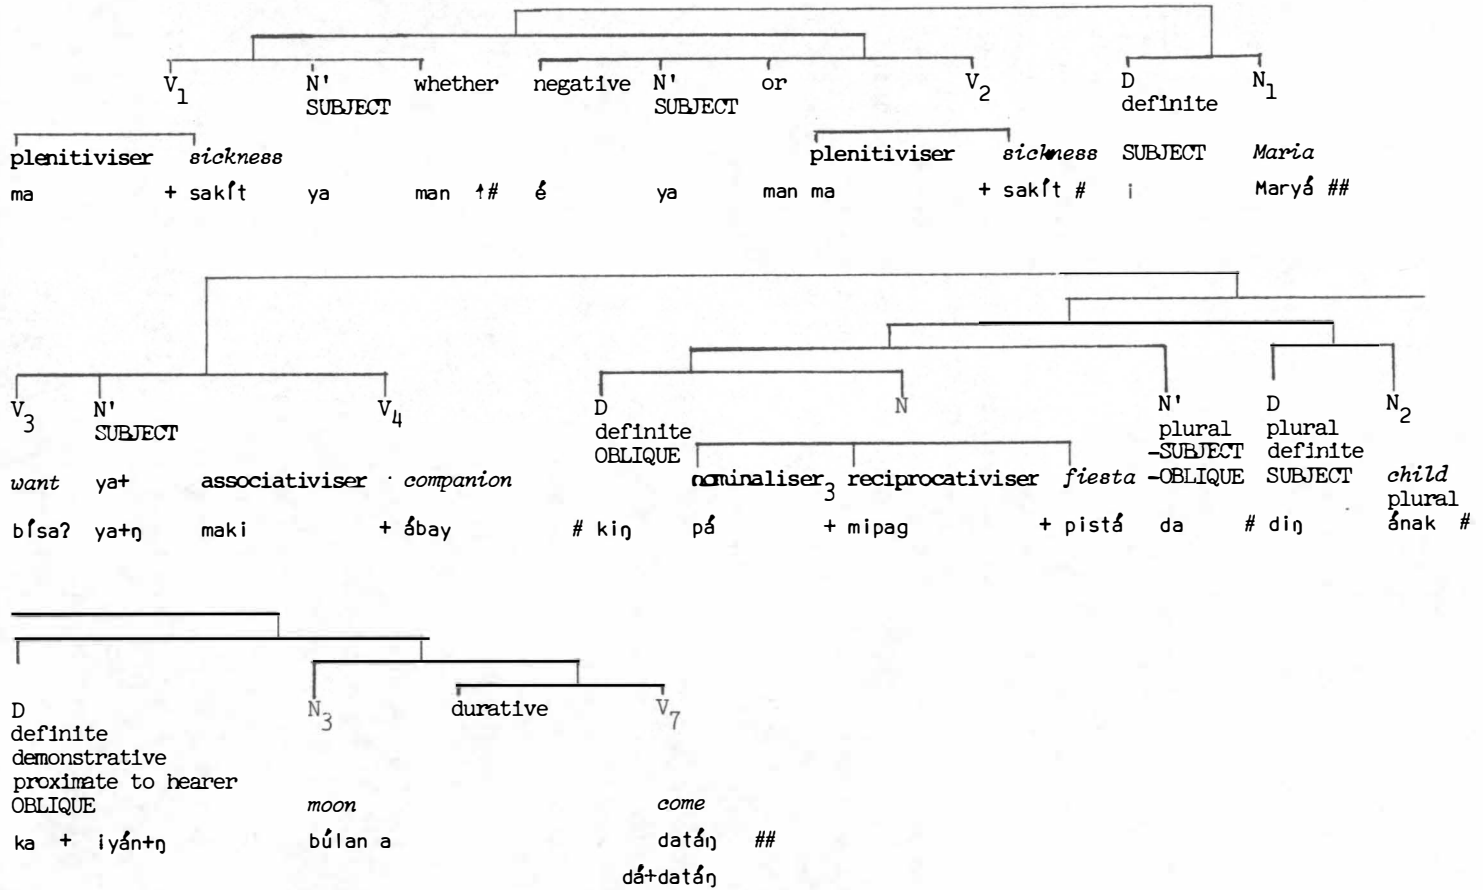 V1 N' whether negative N' or V2 D N1
SUBJECT SUBJECT definite
plenitiviser sickness plenitiviser sickness SUBJECT Maria
ma + sakít ya man ↑# é ya man ma + sakít # i Maryá ##
V3 N' V4 D N N' D N2
SUBJECT definite plural plural
OBLIQUE -SUBJECT definite
want ya+ associativiser companion nominaliser3 reciprocativiser fiesta -OBLIQUE SUBJECT child
plural
bísa? ya+ŋ maki + ábay # kiŋ pá + mipag + pistá da # diŋ ának #
D N3 durative V7
definite
demonstrative
proximate to hearer
OBLIQUE moon come
ka + iyán+ŋ búlan a datáŋ ##
dá+datáŋ